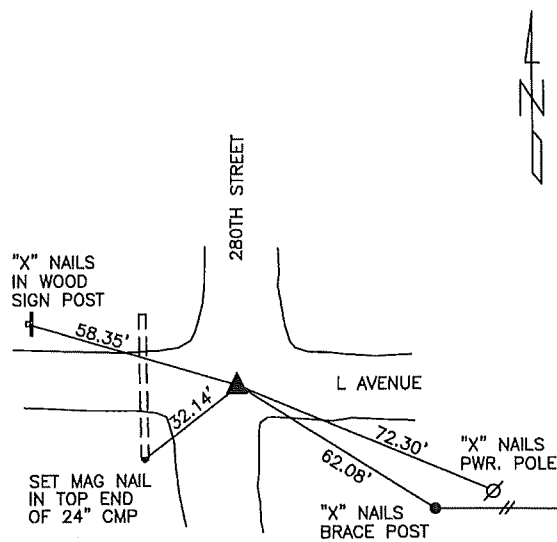 N
280TH STREET
"X" NAILS
IN WOOD
SIGN POST
58.35'
L AVENUE
32.14'
72.30'
62.08'
"X" NAILS
PWR. POLE
SET MAG NAIL
IN TOP END
OF 24" CMP
"X" NAILS
BRACE POST